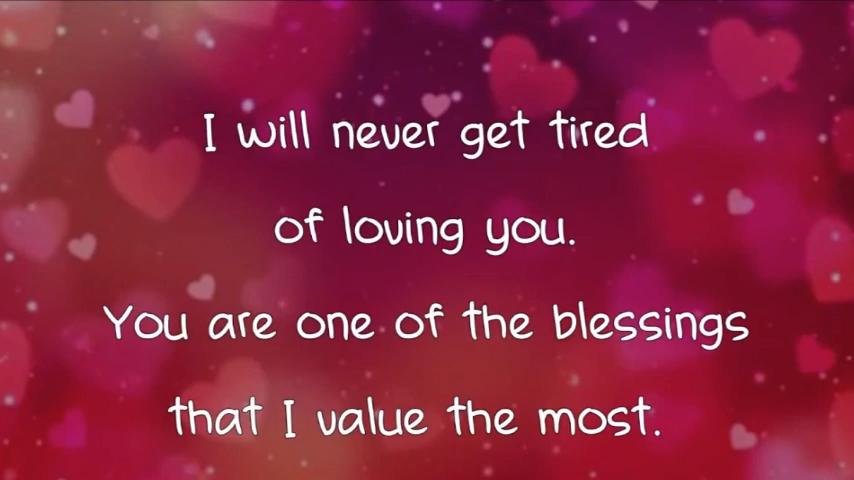 I will never get tired
of loving you.
You are one of the blessings
that I value the most.